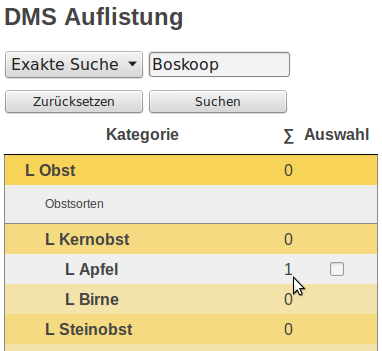 DMS Auflistung
Exakte Suche Boskoop
Zurücksetzen Suchen
Kategorie ∑ Auswahl
L Obst 0
Obstsorten
L Kernobst 0
L Apfel 1
L Birne 0
L Steinobst 0